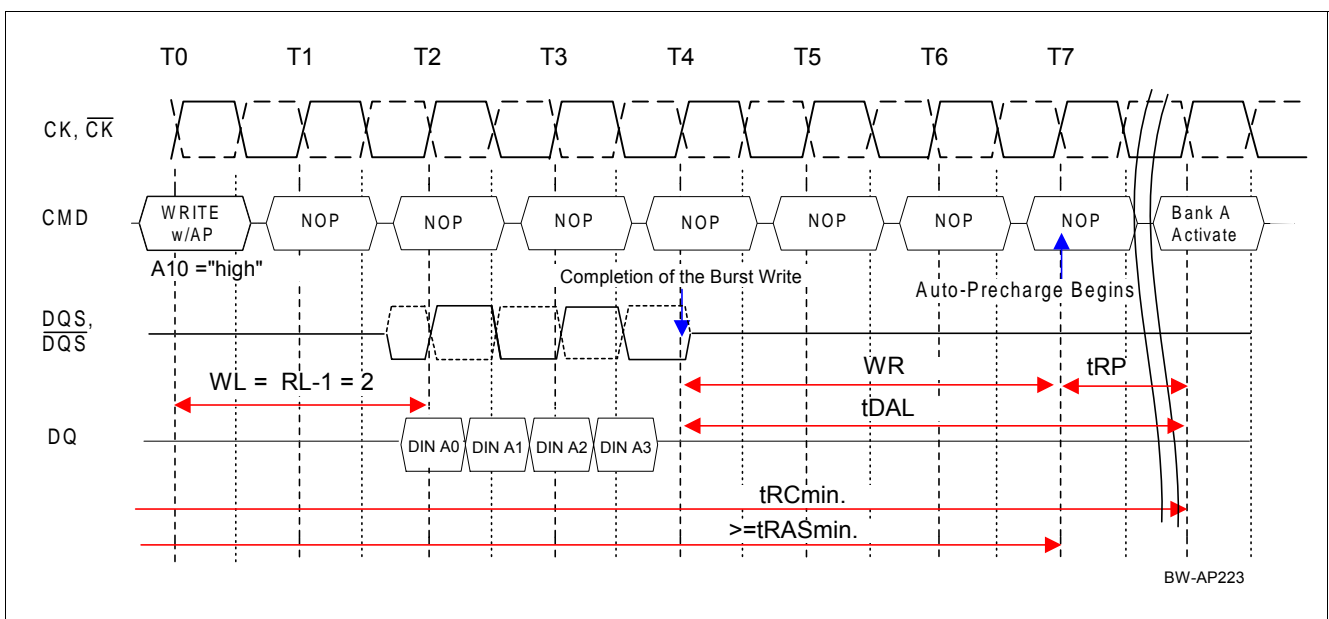 T0 T1 T2 T3 T4 T5 T6 T7
CK, CK
CMD
WRITE
w/AP
NOP
NOP
NOP
NOP
NOP
NOP
NOP
Bank A
Activate
A10 ="high"
Completion of the Burst Write
Auto-Precharge Begins
DQS,
DQS
WL = RL-1 = 2
WR
tRP
tDAL
DQ
DIN A0
DIN A1
DIN A2
DIN A3
tRCmin.
>=tRASmin.
BW-AP223